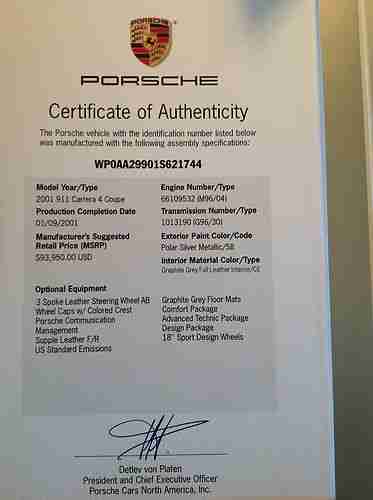 PORSCHE
PORSCHE
Certificate of Authenticity
The Porsche vehicle with the identification number listed below
was manufactured with the following assembly specifications:
WP0AA29901S621744
Model Year/Type
2001 911 Carrera 4 Coupe
Production Completion Date
01/09/2001
Manufacturer's Suggested
Retail Price (MSRP)
$93,950.00 USD
Engine Number/Type
66109532 (M96/04)
Transmission Number/Type
1013190 (G96/30)
Exterior Paint Color/Code
Polar Silver Metallic/58
Interior Material Color/Type
Graphite Grey Full Leather Interior/CE
Optional Equipment
3 Spoke Leather Steering Wheel AB
Wheel Caps w/ Colored Crest
Porsche Communication
Management
Supple Leather F/R
US Standard Emissions
Graphite Grey Floor Mats
Comfort Package
Advanced Technic Package
Design Package
18" Sport Design Wheels
Detlev von Platen
President and Chief Executive Officer
Porsche Cars North America, Inc.